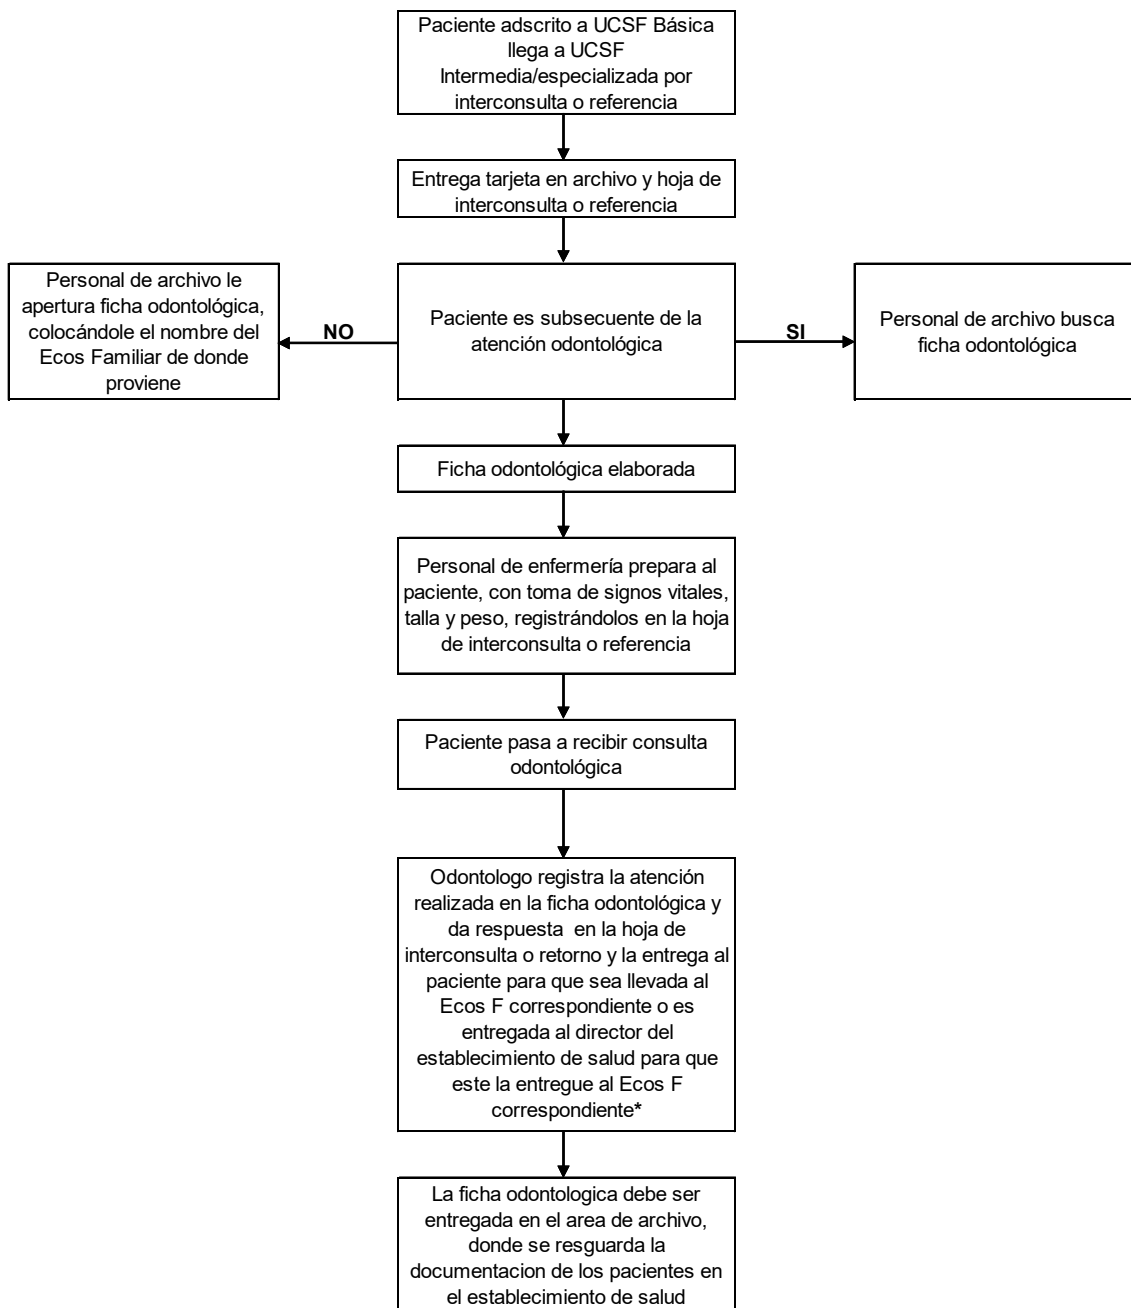 Paciente adscrito a UCSF Básica
llega a UCSF
Intermedia/especializada por
interconsulta o referencia
Entrega tarjeta en archivo y hoja de
interconsulta o referencia
Personal de archivo le
apertura ficha odontológica,
colocándole el nombre del
Ecos Familiar de donde
proviene
NO
Paciente es subsecuente de la
atención odontológica
SI
Personal de archivo busca
ficha odontológica
Ficha odontológica elaborada
Personal de enfermería prepara al
paciente, con toma de signos vitales,
talla y peso, registrándolos en la hoja
de interconsulta o referencia
Paciente pasa a recibir consulta
odontológica
Odontologo registra la atención
realizada en la ficha odontológica y
da respuesta en la hoja de
interconsulta o retorno y la entrega al
paciente para que sea llevada al
Ecos F correspondiente o es
entregada al director del
establecimiento de salud para que
este la entregue al Ecos F
correspondiente*
La ficha odontologica debe ser
entregada en el area de archivo,
donde se resguarda la
documentacion de los pacientes en
el establecimiento de salud